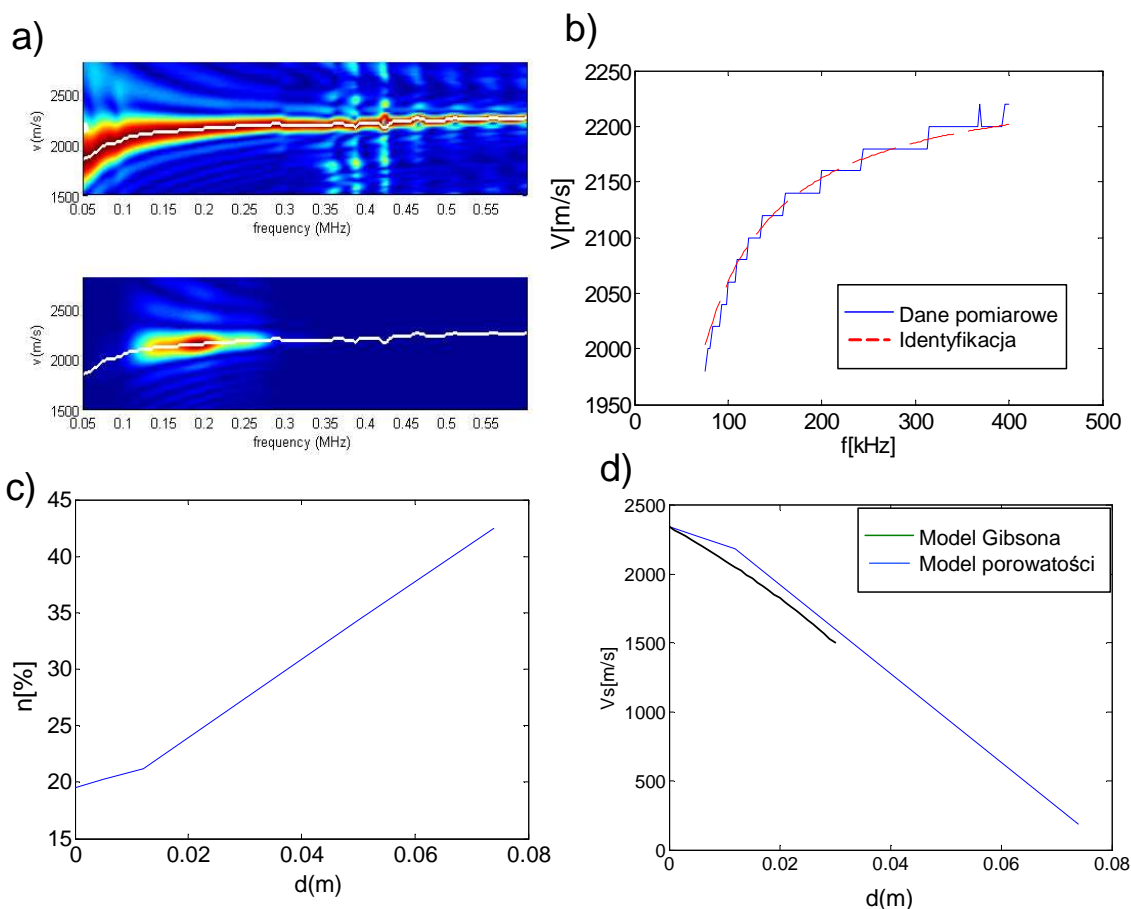 a)
2500
2000
1500
v (m/s)
0.05 0.1 0.15 0.2 0.25 0.3 0.35 0.4 0.45 0.5 0.55
frequency (MHz)
2500
2000
1500
v (m/s)
0.05 0.1 0.15 0.2 0.25 0.3 0.35 0.4 0.45 0.5 0.55
frequency (MHz)
b)
2250
2200
2150
2100
2050
2000
1950
V[m/s]
0 100 200 300 400 500
f[kHz]
Dane pomiarowe
Identyfikacja
c)
45
40
35
30
25
20
15
n[%]
0 0.02 0.04 0.06 0.08
d(m)
d)
2500
2000
1500
1000
500
0
Vs[m/s]
0 0.02 0.04 0.06 0.08
d(m)
Model Gibsona
Model porowatości